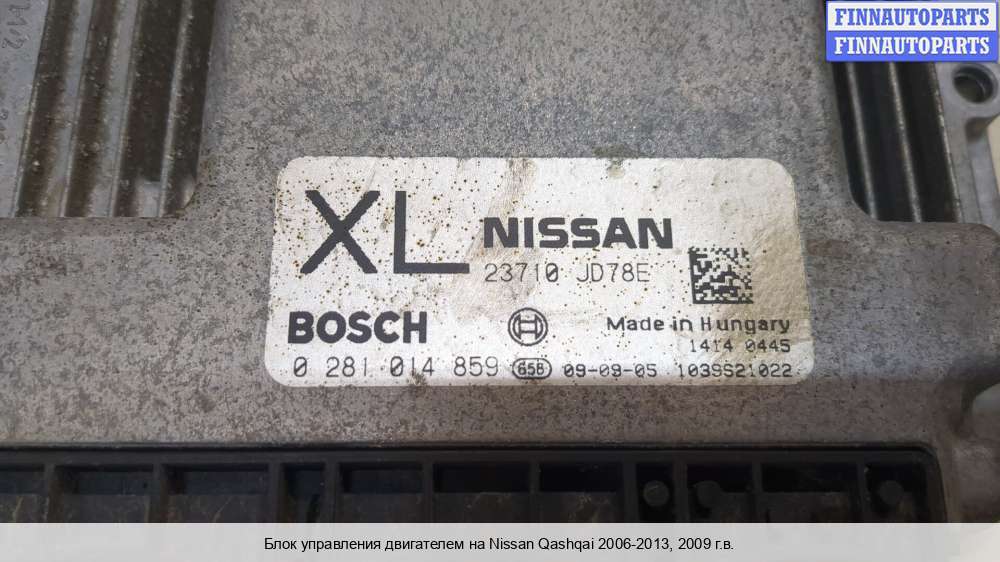 FINNAUTOPARTS
FINNAUTOPARTS
XL NISSAN
23710 JD78E
BOSCH
Made in Hungary
1414 0445
0 281 014 859 65B 09-09-05 1039S21022
Блок управления двигателем на Nissan Qashqai 2006-2013, 2009 г.в.